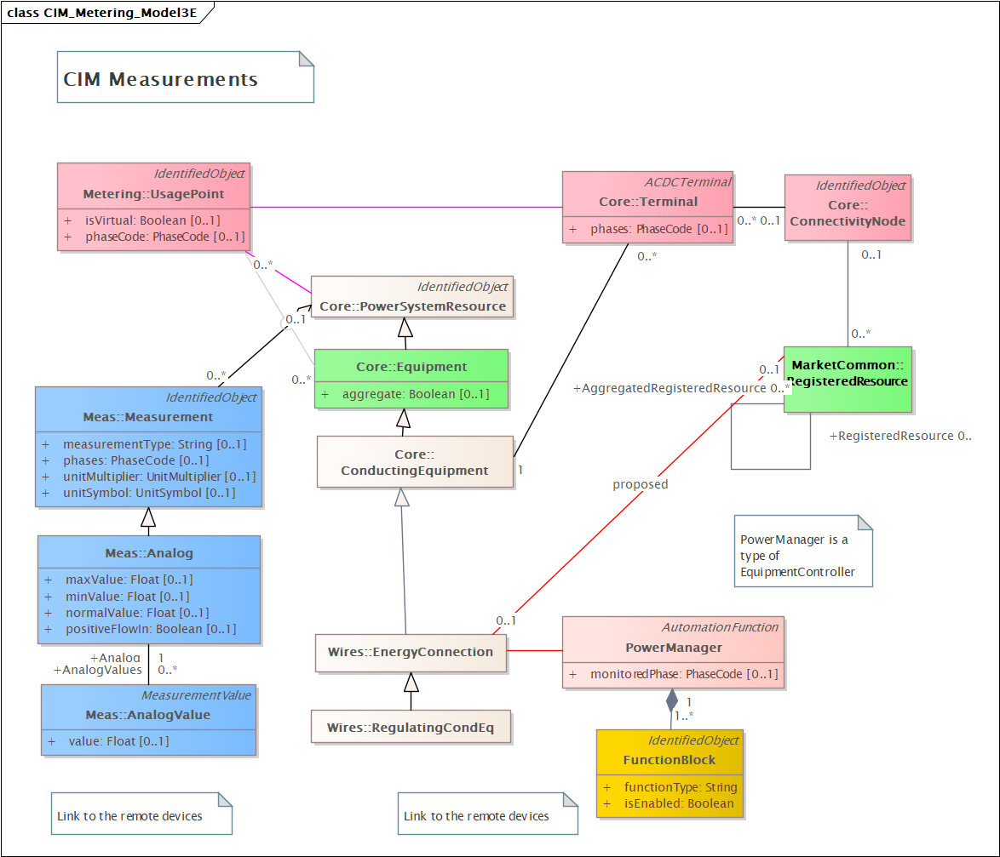 class CIM_Metering_Model3E
CIM Measurements
IdentifiedObject
Metering::UsagePoint
+ isVirtual: Boolean [0..1]
+ phaseCode: PhaseCode [0..1]
ACDCTerminal
Core::Terminal
+ phases: PhaseCode [0..1]
0..* 0..1
IdentifiedObject
Core::
ConnectivityNode
0..1
0..*
0..*
0..*
IdentifiedObject
Core::PowerSystemResource
0..1
0..*
0..*
Core::Equipment
+ aggregate: Boolean [0..1]
MarketCommon::
RegisteredResource
0..1
+AggregatedRegisteredResource 0..*
+RegisteredResource 0..
IdentifiedObject
Meas::Measurement
+ measurementType: String [0..1]
+ phases: PhaseCode [0..1]
+ unitMultiplier: UnitMultiplier [0..1]
+ unitSymbol: UnitSymbol [0..1]
Core::
ConductingEquipment
1
proposed
Meas::Analog
+ maxValue: Float [0..1]
+ minValue: Float [0..1]
+ normalValue: Float [0..1]
+ positiveFlowIn: Boolean [0..1]
PowerManager is a
type of
EquipmentController
+Analog 1
+AnalogValues 0..*
0..1
Wires::EnergyConnection
AutomationFunction
PowerManager
+ monitoredPhase: PhaseCode [0..1]
MeasurementValue
Meas::AnalogValue
+ value: Float [0..1]
Wires::RegulatingCondEq
1
1..*
IdentifiedObject
FunctionBlock
+ functionType: String
+ isEnabled: Boolean
Link to the remote devices
Link to the remote devices